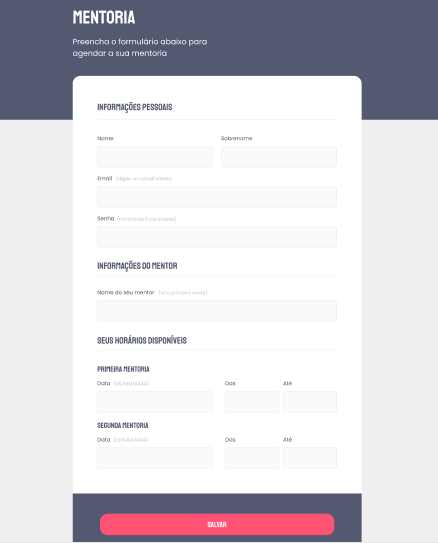 MENTORIA
Preencha o formulário abaixo para
agendar a sua mentoria
INFORMAÇÕES PESSOAIS
Nome
Sobrenome
Email (digite um email válido)
Senha (mínimo de 6 caracteres)
INFORMAÇÕES DO MENTOR
Nome do seu mentor (só o primeiro nome)
SEUS HORÁRIOS DISPONÍVEIS
PRIMEIRA MENTORIA
Data (DD/MM/AAAA)
Das
Até
SEGUNDA MENTORIA
Data (DD/MM/AAAA)
Das
Até
SALVAR